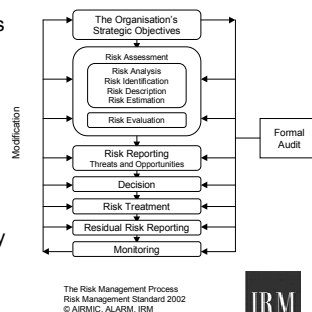 s
The Organisation's
Strategic Objectives
Risk Assessment
Risk Analysis
Risk Identification
Risk Description
Risk Estimation
Risk Evaluation
Modification
Formal
Audit
Risk Reporting
Threats and Opportunities
Decision
Risk Treatment
Residual Risk Reporting
Monitoring
y
The Risk Management Process
Risk Management Standard 2002
© AIRMIC, ALARM, IRM
IRM